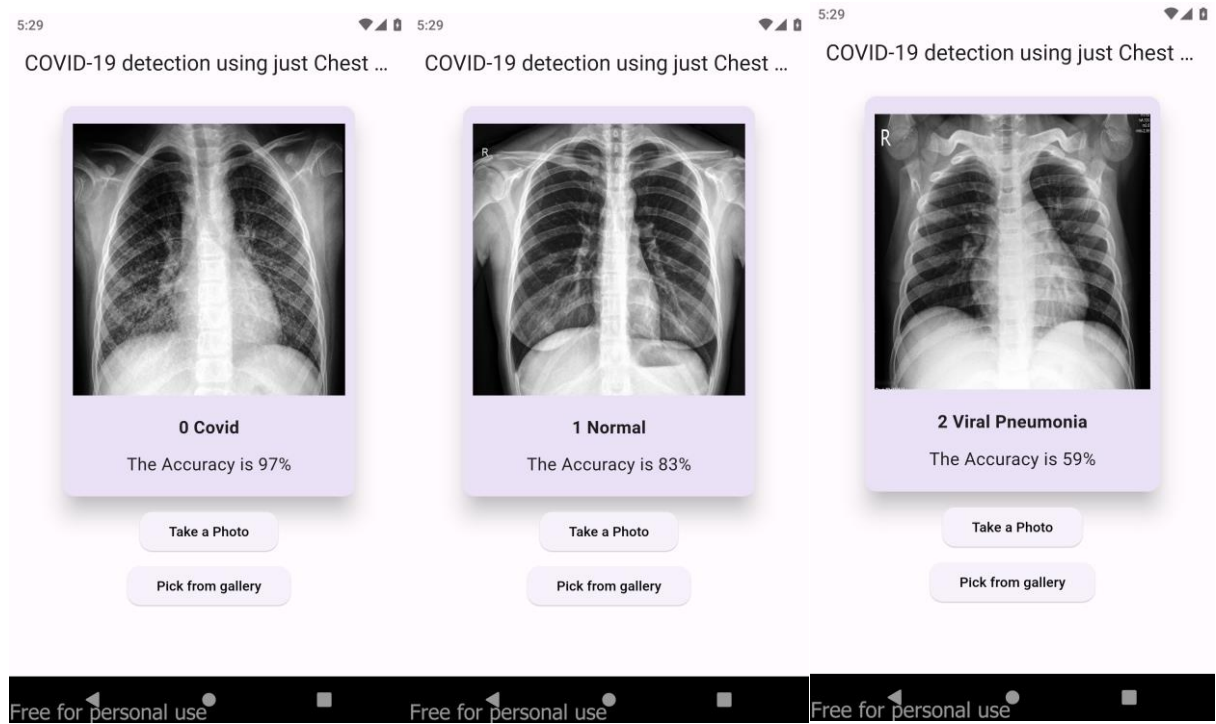 5:29
COVID-19 detection using just Chest ...
R
0 Covid
The Accuracy is 97%
Take a Photo
Pick from gallery
Free for personal use
5:29
COVID-19 detection using just Chest ...
R
1 Normal
The Accuracy is 83%
Take a Photo
Pick from gallery
Free for personal use
5:29
COVID-19 detection using just Chest ...
R
2 Viral Pneumonia
The Accuracy is 59%
Take a Photo
Pick from gallery
Free for personal use